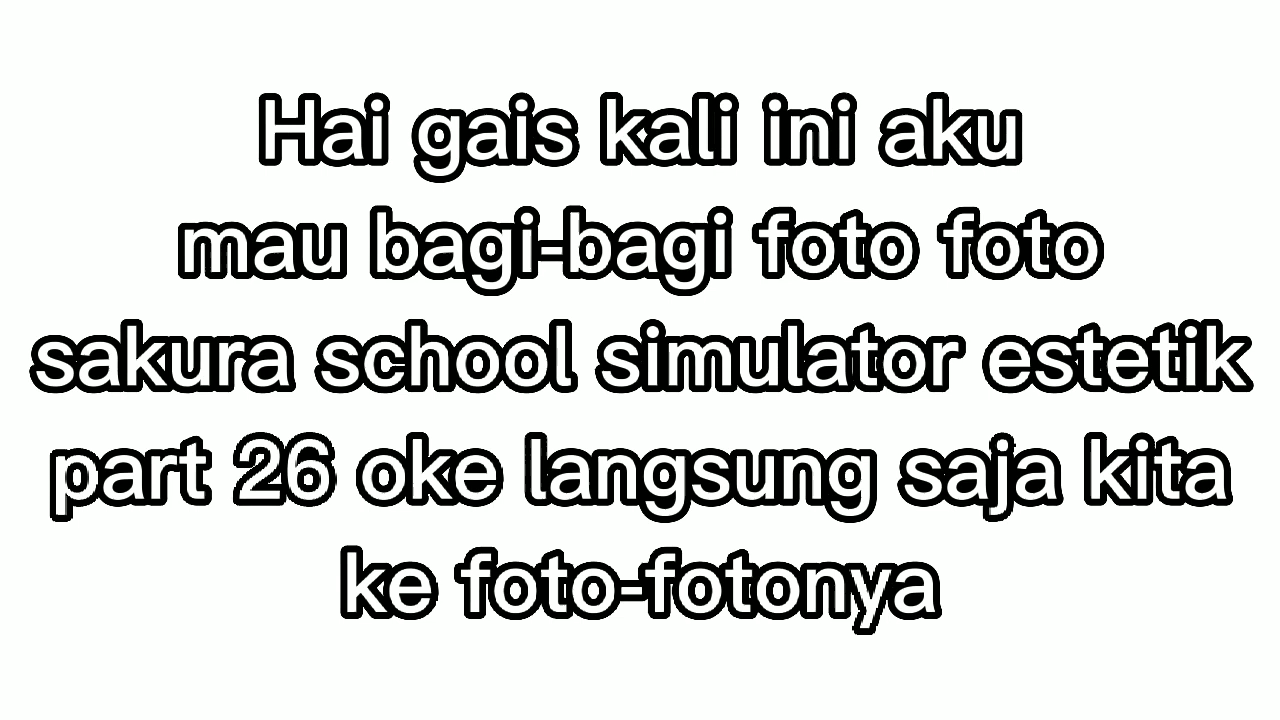 Hai gais kali ini aku
mau bagi-bagi foto foto
sakura school simulator estetik
part 26 oke langsung saja kita
ke foto-fotonya